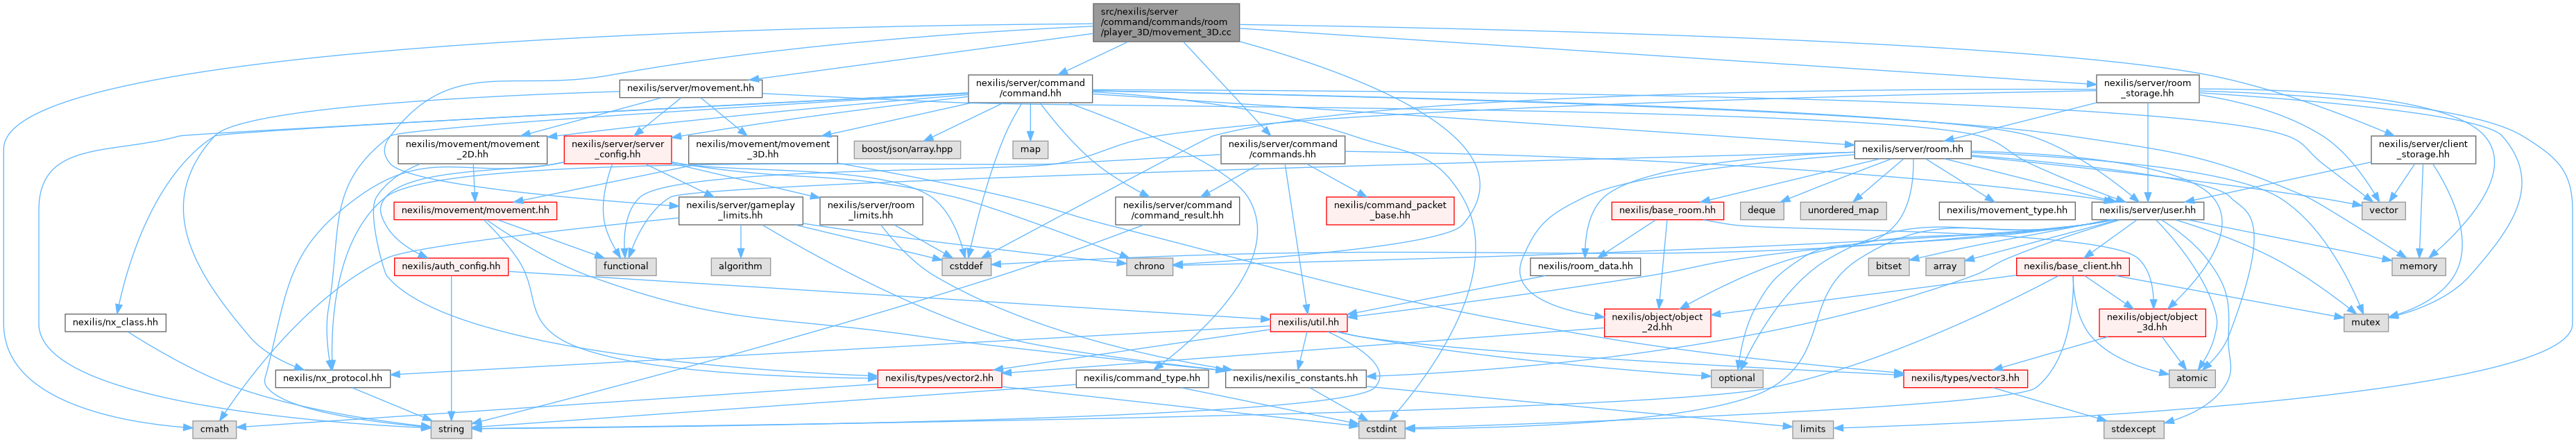 src/nexilis/server
/command/commands/room
/player_3D/movement_3D.cc
nexilis/server/movement.hh
nexilis/server/command
/command.hh
nexilis/server/room
_storage.hh
nexilis/movement/movement
_2D.hh
nexilis/server/server
_config.hh
nexilis/movement/movement
_3D.hh
boost/json/array.hpp
map
nexilis/server/command
/commands.hh
nexilis/server/room.hh
nexilis/server/client
_storage.hh
nexilis/movement/movement.hh
nexilis/server/gameplay
_limits.hh
nexilis/server/room
_limits.hh
nexilis/server/command
/command_result.hh
nexilis/command_packet
_base.hh
nexilis/base_room.hh
deque
unordered_map
nexilis/movement_type.hh
nexilis/server/user.hh
vector
nexilis/auth_config.hh
functional
algorithm
cstddef
chrono
nexilis/room_data.hh
bitset
array
nexilis/base_client.hh
memory
nexilis/nx_class.hh
nexilis/util.hh
nexilis/object/object
_2d.hh
nexilis/object/object
_3d.hh
mutex
nexilis/nx_protocol.hh
nexilis/types/vector2.hh
nexilis/command_type.hh
nexilis/nexilis_constants.hh
optional
nexilis/types/vector3.hh
atomic
cmath
string
cstdint
limits
stdexcept